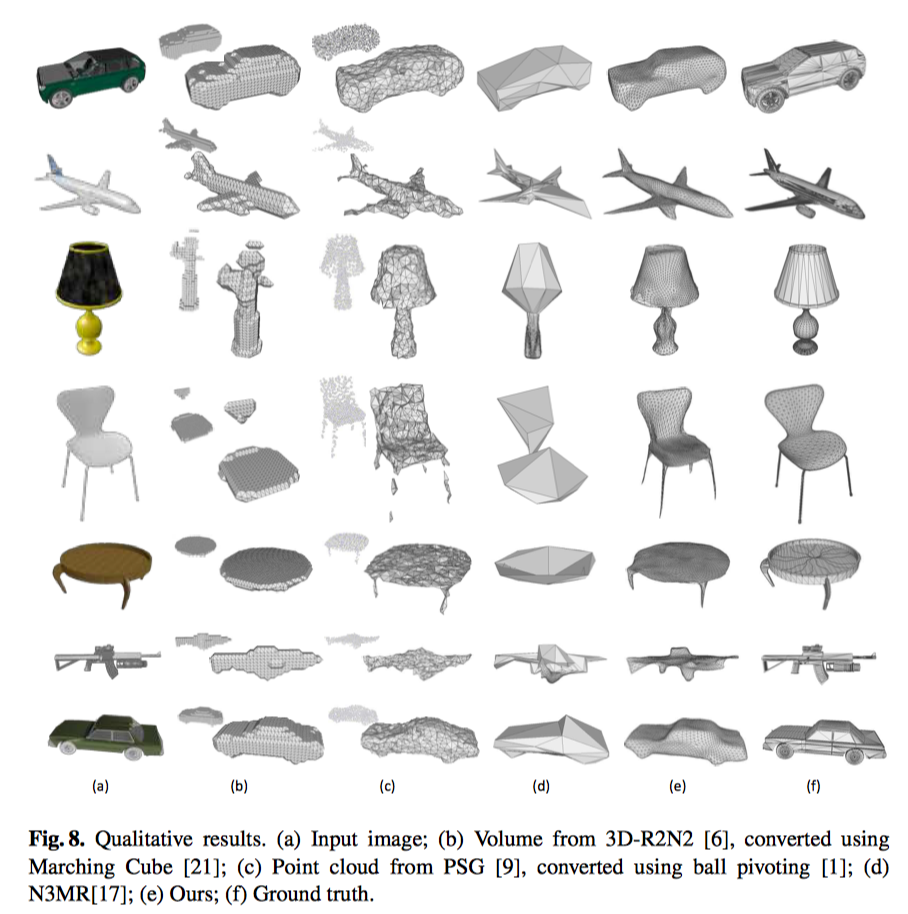 (a) (b) (c) (d) (e) (f)
Fig. 8. Qualitative results. (a) Input image; (b) Volume from 3D-R2N2 [6], converted using
Marching Cube [21]; (c) Point cloud from PSG [9], converted using ball pivoting [1]; (d)
N3MR[17]; (e) Ours; (f) Ground truth.